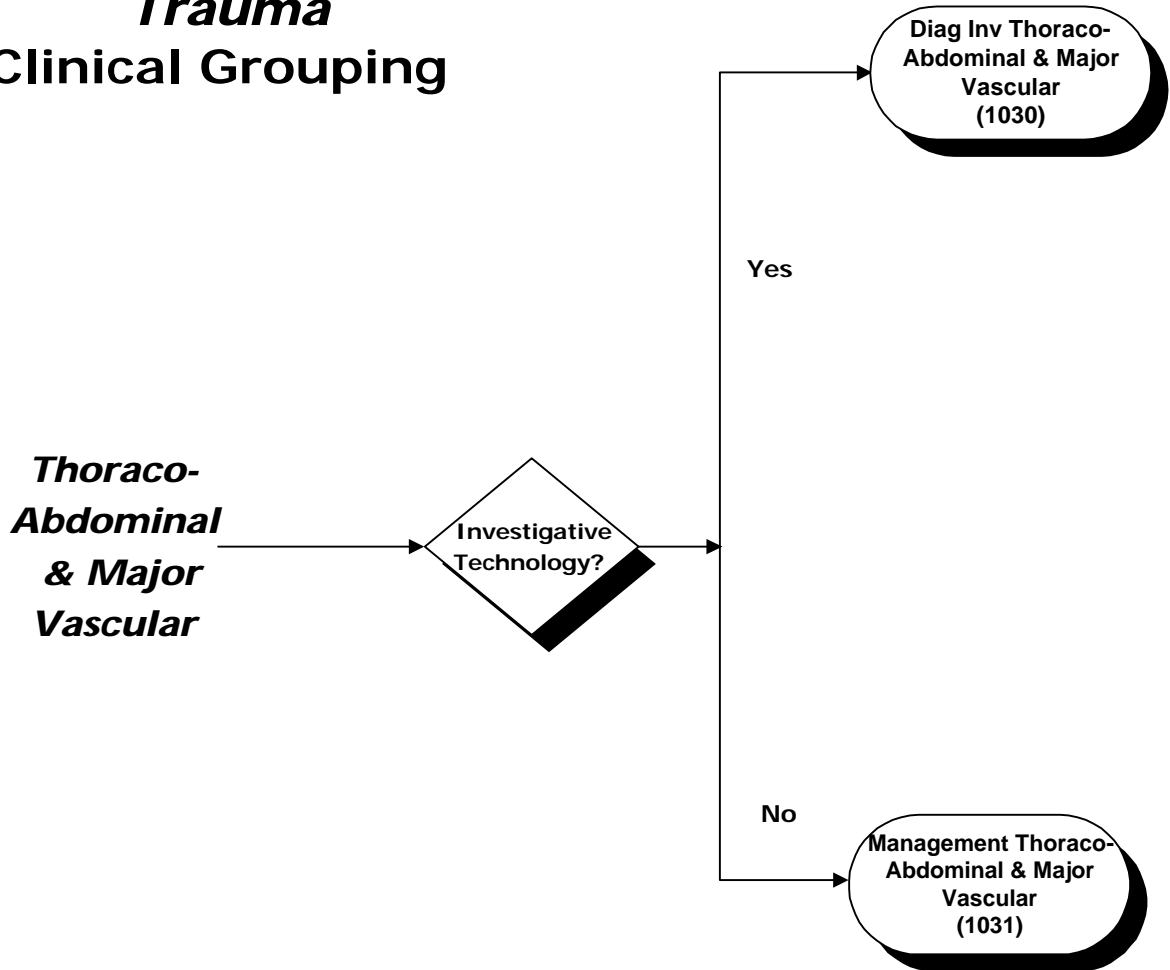 Trauma
Clinical Grouping
Diag Inv Thoraco-
Abdominal & Major
Vascular
(1030)
Yes
Thoraco-
Abdominal
& Major
Vascular
Investigative
Technology?
No
Management Thoraco-
Abdominal & Major
Vascular
(1031)